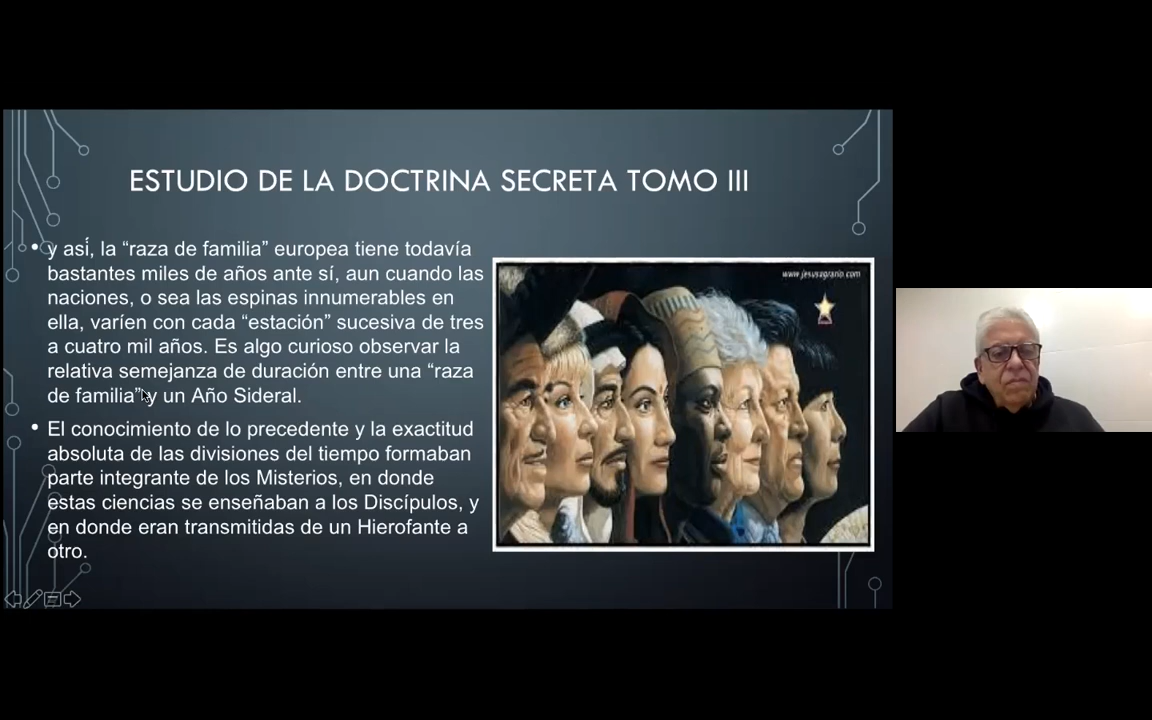 ESTUDIO DE LA DOCTRINA SECRETA TOMO III
• y así, la “raza de familia” europea tiene todavía
bastantes miles de años ante sí, aun cuando las
naciones, o sea las espinas innumerables en
ella, varíen con cada “estación” sucesiva de tres
a cuatro mil años. Es algo curioso observar la
relativa semejanza de duración entre una “raza
de familia” y un Año Sideral.
• El conocimiento de lo precedente y la exactitud
absoluta de las divisiones del tiempo formaban
parte integrante de los Misterios, en donde
estas ciencias se enseñaban a los Discípulos, y
en donde eran transmitidas de un Hierofante a
otro.
www.jesusagrario.com